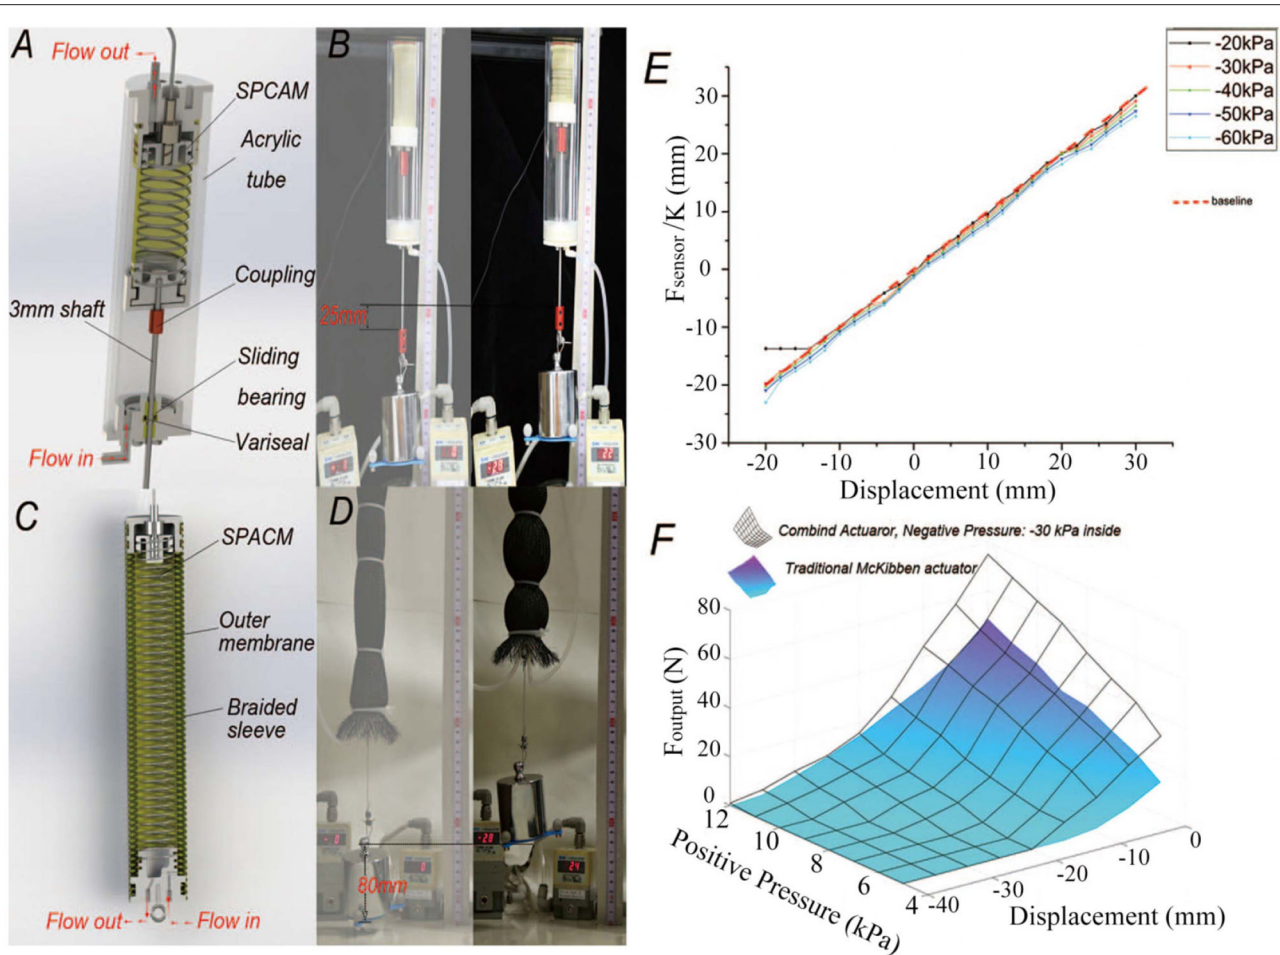 A
Flow out
SPCAM
Acrylic
tube
Coupling
3mm shaft
Sliding
bearing
Variseal
Flow in
B
25mm
C
SPACM
Outer
membrane
Braided
sleeve
Flow out
Flow in
D
80mm
E
-20kPa
-30kPa
-40kPa
-50kPa
-60kPa
baseline
30
20
10
0
-10
-20
-30
Fsensor/K (mm)
-20
-10
0
10
20
30
Displacement (mm)
F
Combind Actuaror, Negative Pressure: -30 kPa inside
Traditional McKibben actuator
80
60
40
20
0
Foutput (N)
12
10
8
6
4
Positive Pressure (kPa)
-40
-30
-20
-10
0
Displacement (mm)